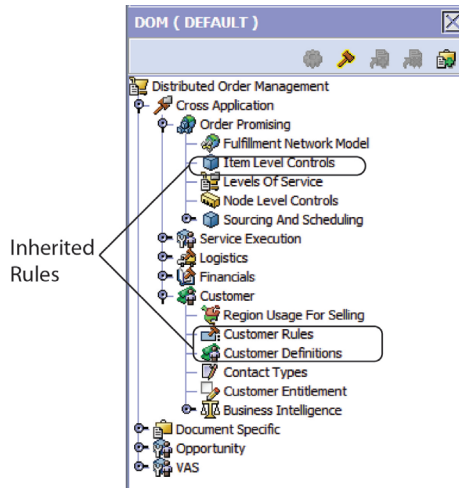 DOM ( DEFAULT )
Distributed Order Management
Cross Application
Order Promising
Fulfillment Network Model
Item Level Controls
Levels Of Service
Node Level Controls
Sourcing And Scheduling
Inherited
Rules
Service Execution
Logistics
Financials
Customer
Region Usage For Selling
Customer Rules
Customer Definitions
Contact Types
Customer Entitlement
Business Intelligence
Document Specific
Opportunity
VAS